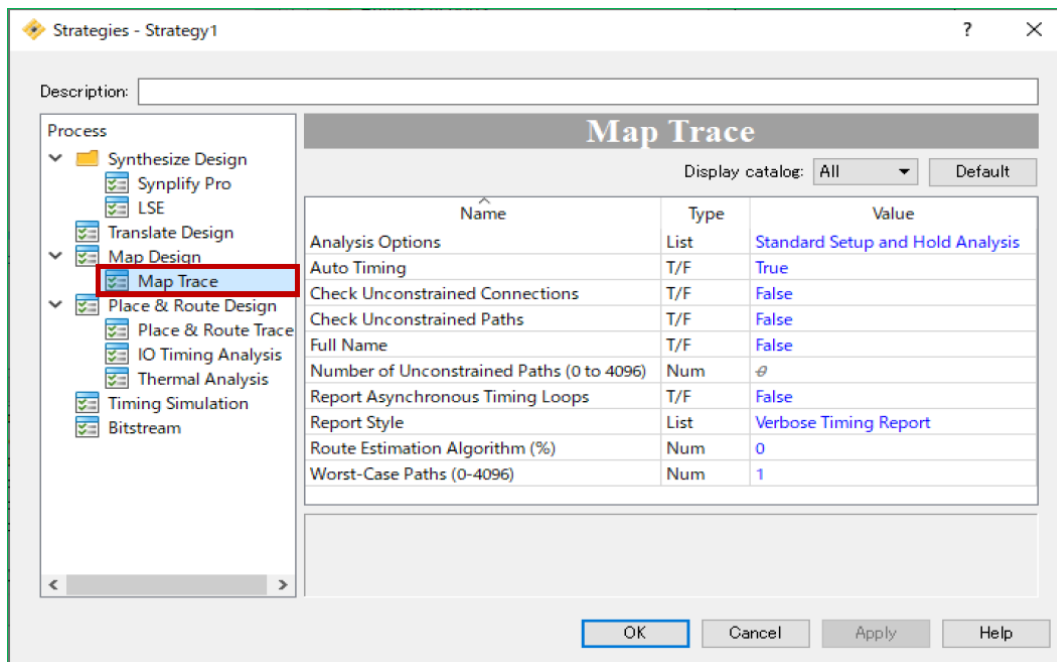 Strategies - Strategy1
?
Description:
Process
Synthesize Design
Synplify Pro
LSE
Translate Design
Map Design
Map Trace
Place & Route Design
Place & Route Trace
IO Timing Analysis
Thermal Analysis
Timing Simulation
Bitstream
Map Trace
Display catalog: All Default
Name Type Value
Analysis Options List Standard Setup and Hold Analysis
Auto Timing T/F True
Check Unconstrained Connections T/F False
Check Unconstrained Paths T/F False
Full Name T/F False
Number of Unconstrained Paths (0 to 4096) Num 0
Report Asynchronous Timing Loops T/F False
Report Style List Verbose Timing Report
Route Estimation Algorithm (%) Num 0
Worst-Case Paths (0-4096) Num 1
OK Cancel Apply Help